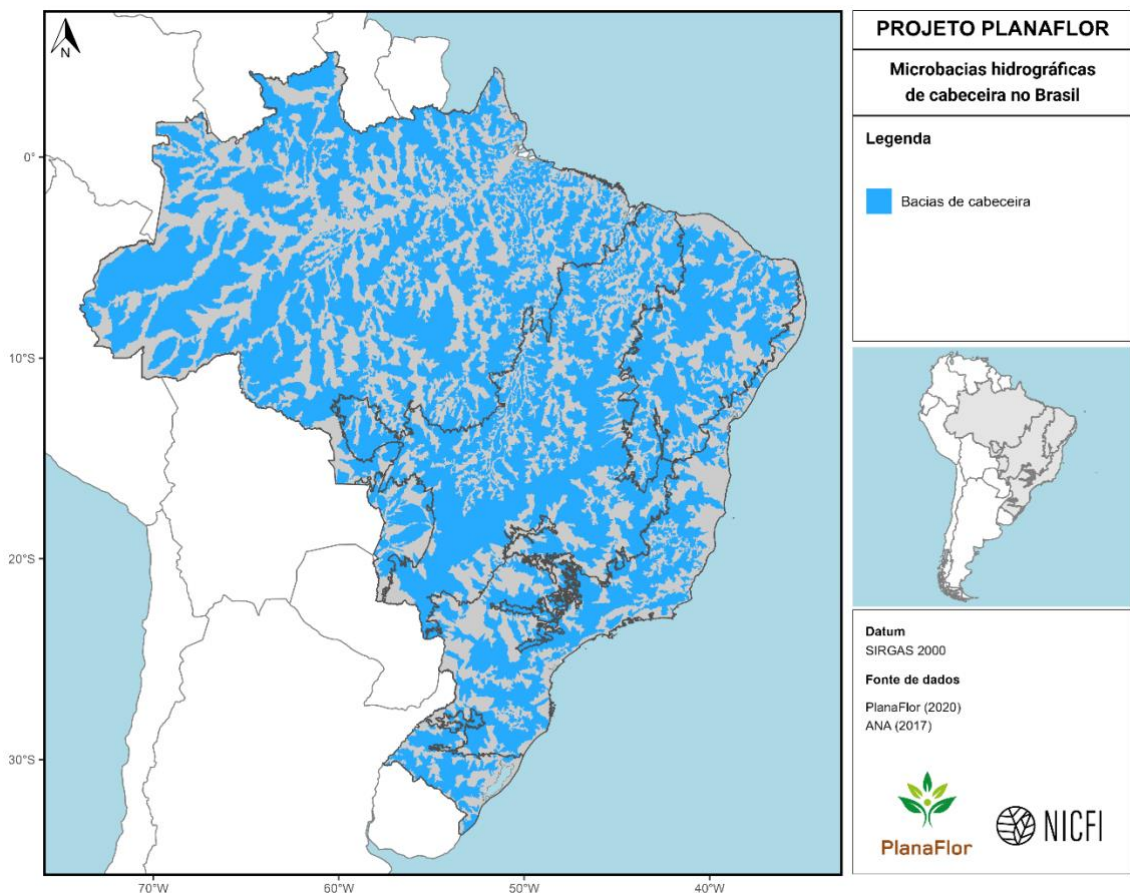 N
0°
10°S
20°S
30°S
70°W
60°W
50°W
40°W
PROJETO PLANAFLOR
Microbacias hidrográficas
de cabeceira no Brasil
Legenda
Bacias de cabeceira
Datum
SIRGAS 2000
Fonte de dados
PlanaFlor (2020)
ANA (2017)
PlanaFlor
NICFI